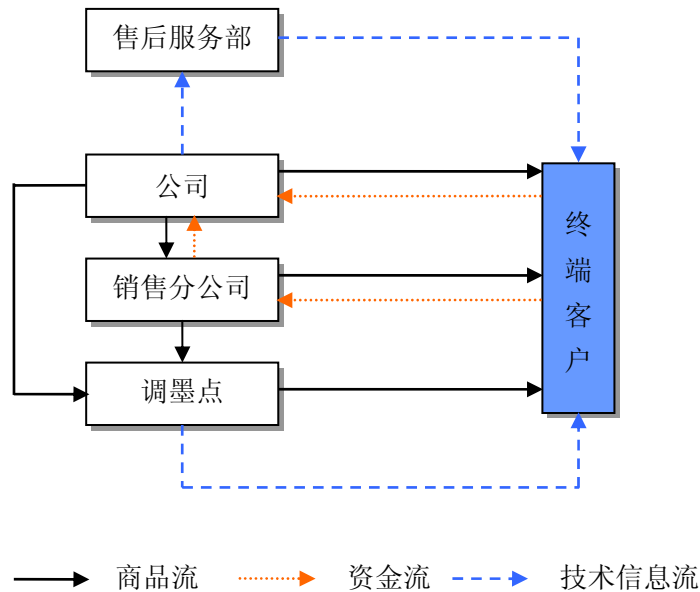 售后服务部
公司
销售分公司
调墨点
终
端
客
户
商品流
资金流
技术信息流